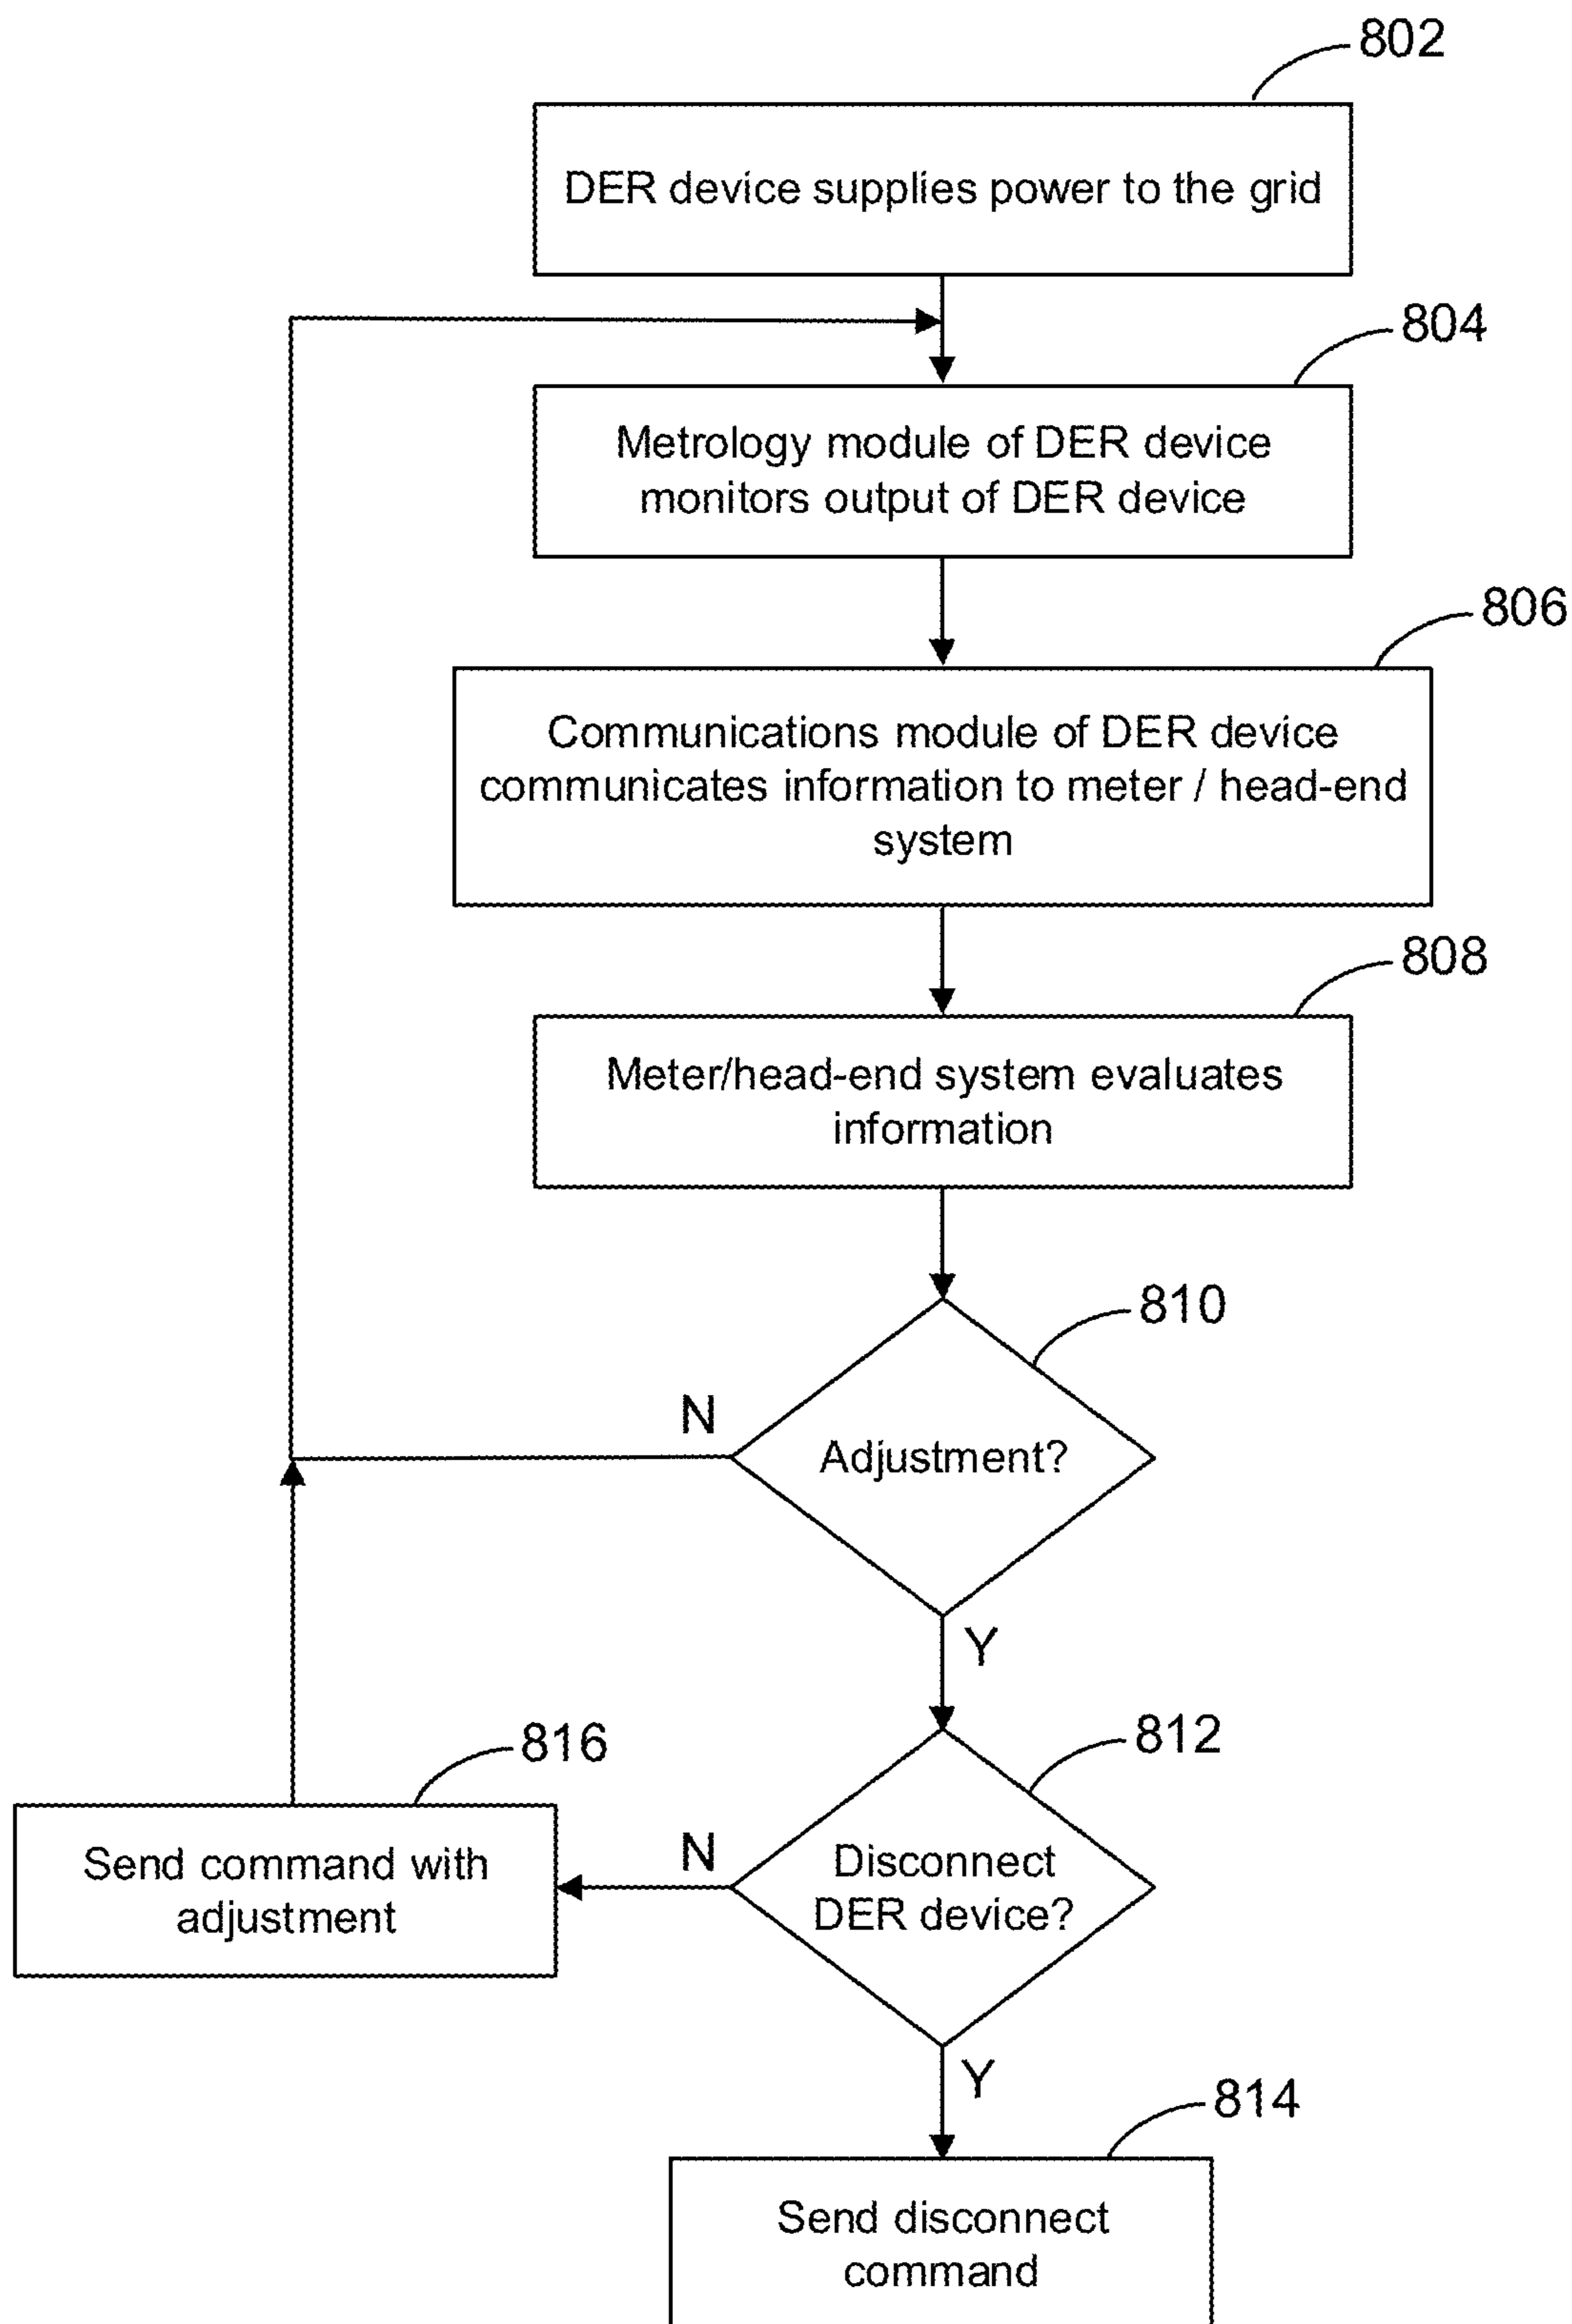 802
DER device supplies power to the grid
804
Metrology module of DER device
monitors output of DER device
806
Communications module of DER device
communicates information to meter / head-end
system
808
Meter/head-end system evaluates
information
810
N
Adjustment?
Y
812
816
Send command with
adjustment
N
Disconnect
DER device?
Y
814
Send disconnect
command